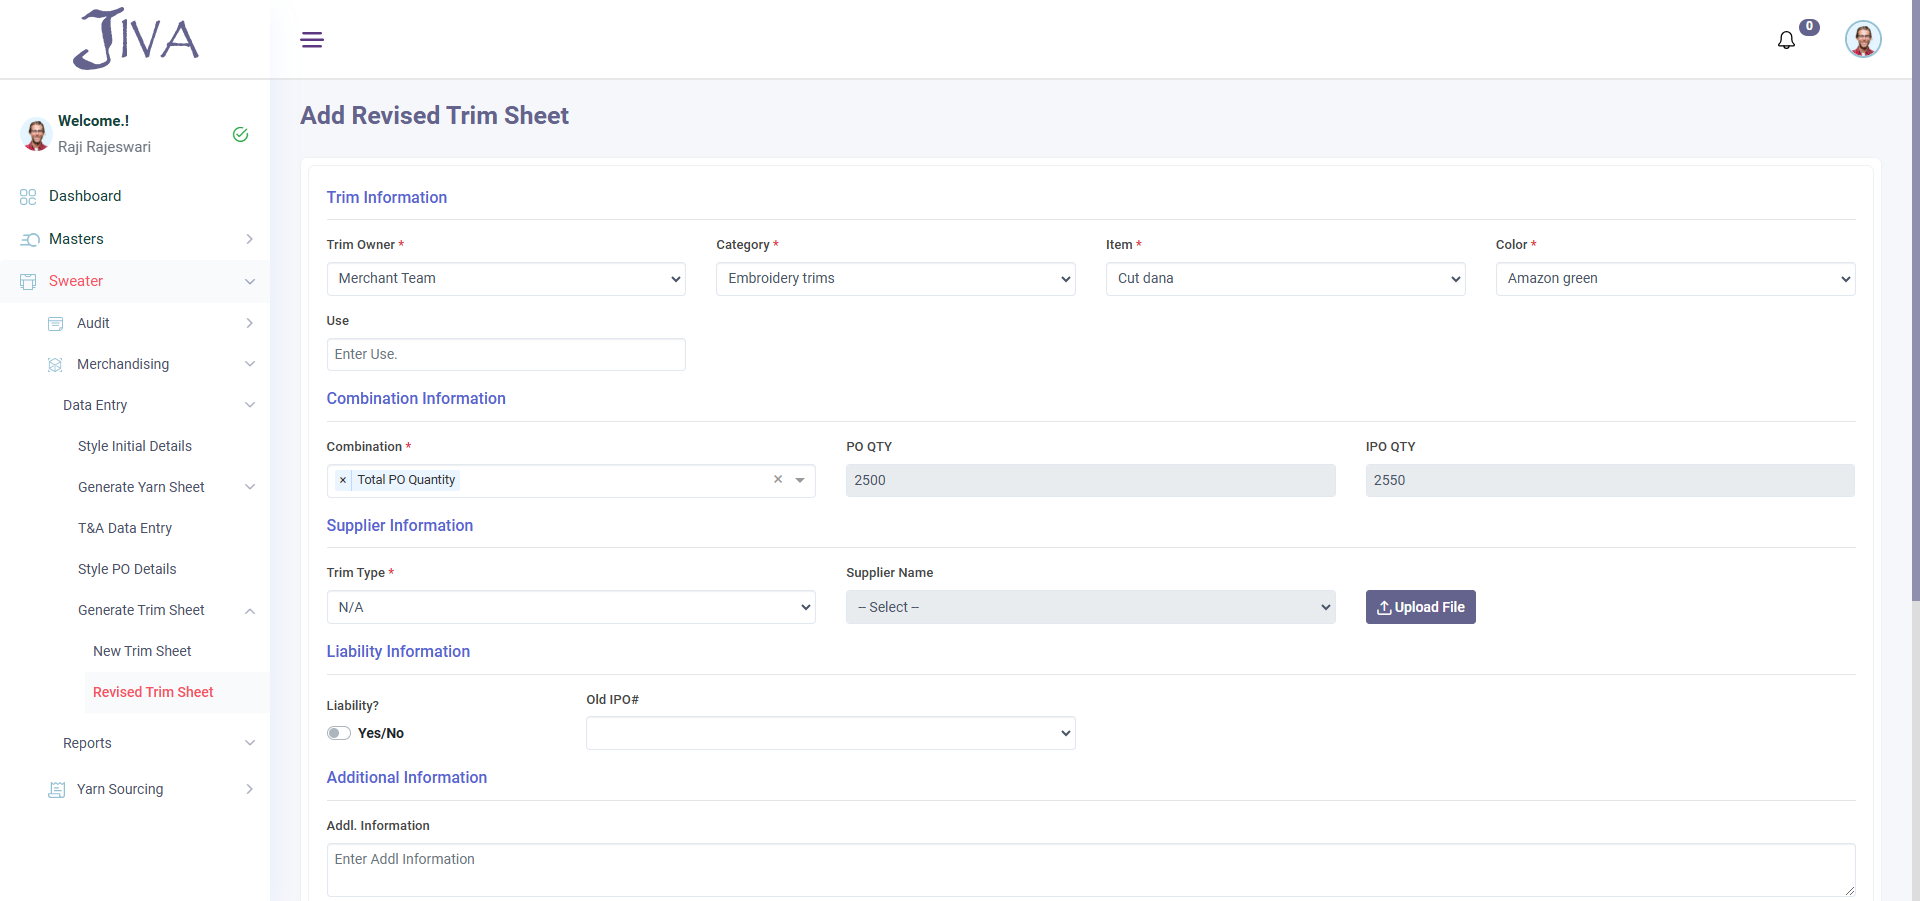 JIVA
0
Welcome.!
Raji Rajeswari
Dashboard
Masters
Sweater
Audit
Merchandising
Data Entry
Style Initial Details
Generate Yarn Sheet
T&A Data Entry
Style PO Details
Generate Trim Sheet
New Trim Sheet
Revised Trim Sheet
Reports
Yarn Sourcing
Add Revised Trim Sheet
Trim Information
Trim Owner * Category * Item * Color *
Merchant Team Embroidery trims Cut dana Amazon green
Use
Enter Use.
Combination Information
Combination * PO QTY IPO QTY
× Total PO Quantity × 2500 2550
Supplier Information
Trim Type * Supplier Name
N/A -- Select -- Upload File
Liability Information
Liability? Old IPO#
Yes/No
Additional Information
Addl. Information
Enter Addl Information